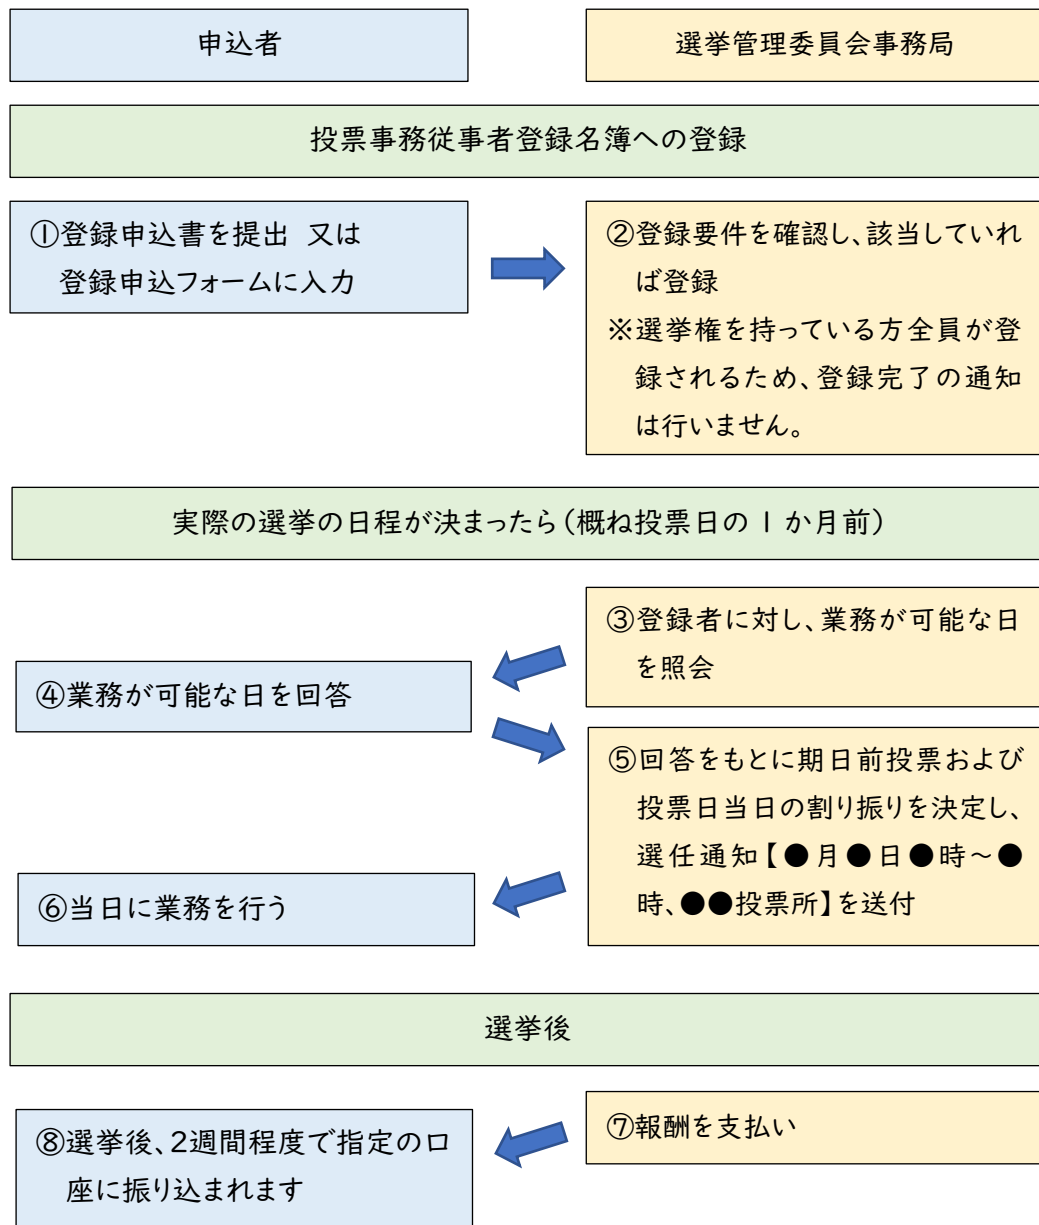 申込者
選挙管理委員会事務局
投票事務従事者登録名簿への登録
①登録申込書を提出 又は
登録申込フォームに入力
②登録要件を確認し、該当していれ
ば登録
※選挙権を持っている方全員が登
録されるため、登録完了の通知
は行いません。
実際の選挙の日程が決まったら(概ね投票日の1か月前)
③登録者に対し、業務が可能な日
を照会
④業務が可能な日を回答
⑤回答をもとに期日前投票および
投票日当日の割り振りを決定し、
選任通知【●月●日●時~●
時、●●投票所】を送付
⑥当日に業務を行う
選挙後
⑦報酬を支払い
⑧選挙後、2週間程度で指定の口
座に振り込まれます